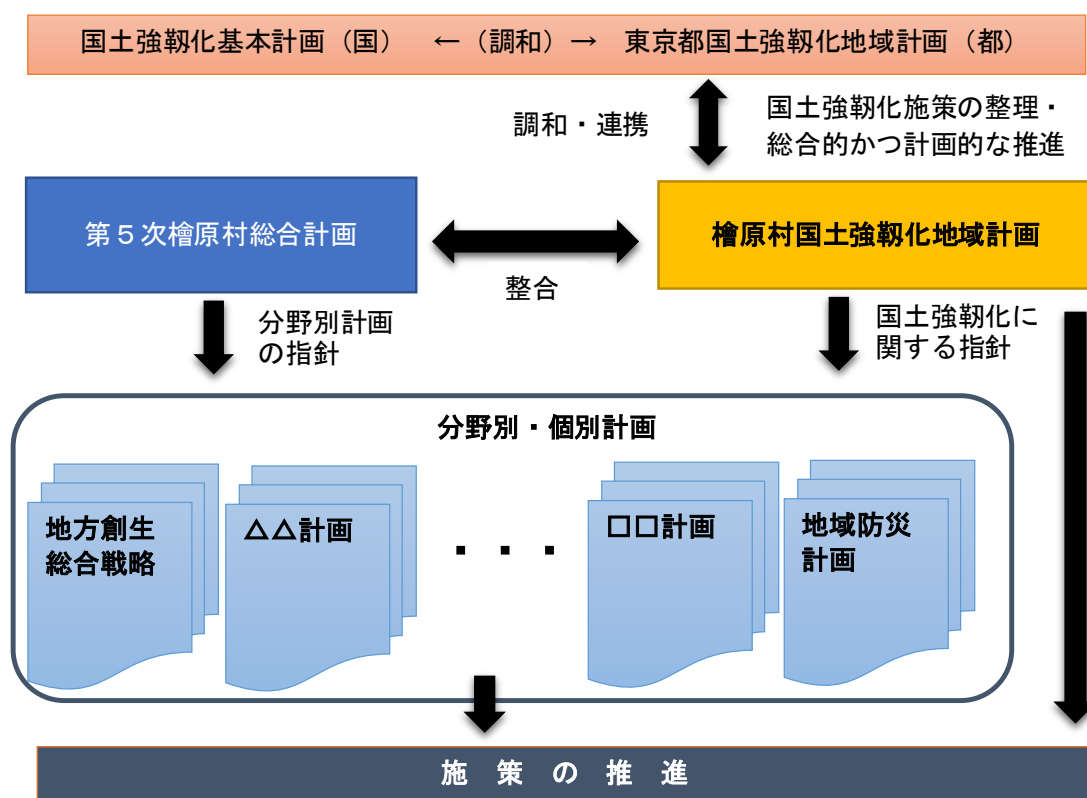 国土強靱化基本計画（国）　←（調和）→　東京都国土強靱化地域計画（都）
調和・連携
国土強靱化施策の整理・
総合的かつ計画的な推進
第５次檜原村総合計画
檜原村国土強靱化地域計画
整合
分野別計画
の指針
国土強靱化に
関する指針
分野別・個別計画
地方創生
総合戦略
△△計画
・・・
□□計画
地域防災
計画
施　策　の　推　進